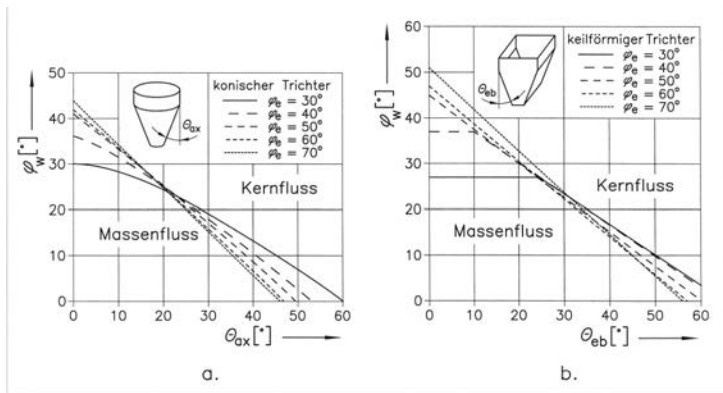 konischer Trichter
φe = 30°
φe = 40°
φe = 50°
φe = 60°
φe = 70°
Θax
φw[°]
50
40
30
20
10
0
Kernfluss
Massenfluss
0 10 20 30 40 50 60
Θax[°]
a.
keilförmiger Trichter
φe = 30°
φe = 40°
φe = 50°
φe = 60°
φe = 70°
Θeb
φw[°]
60
50
40
30
20
10
0
Kernfluss
Massenfluss
0 10 20 30 40 50 60
Θeb[°]
b.